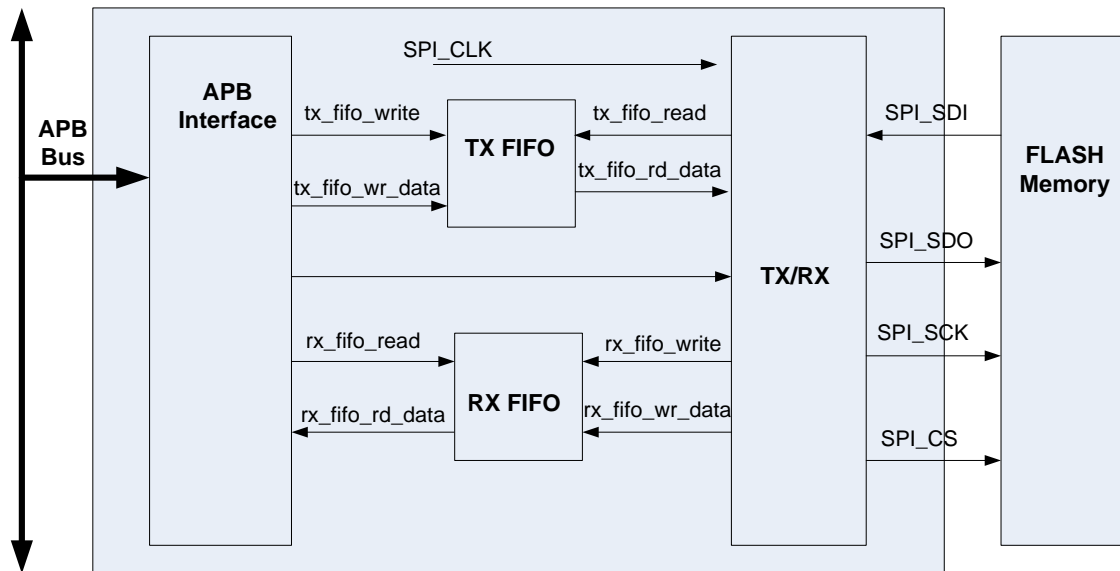 SPI_CLK
APB
Interface
tx_fifo_write
tx_fifo_read
SPI_SDI
APB
Bus
TX FIFO
FLASH
Memory
tx_fifo_wr_data
tx_fifo_rd_data
SPI_SDO
TX/RX
rx_fifo_read
rx_fifo_write
SPI_SCK
RX FIFO
rx_fifo_rd_data
rx_fifo_wr_data
SPI_CS